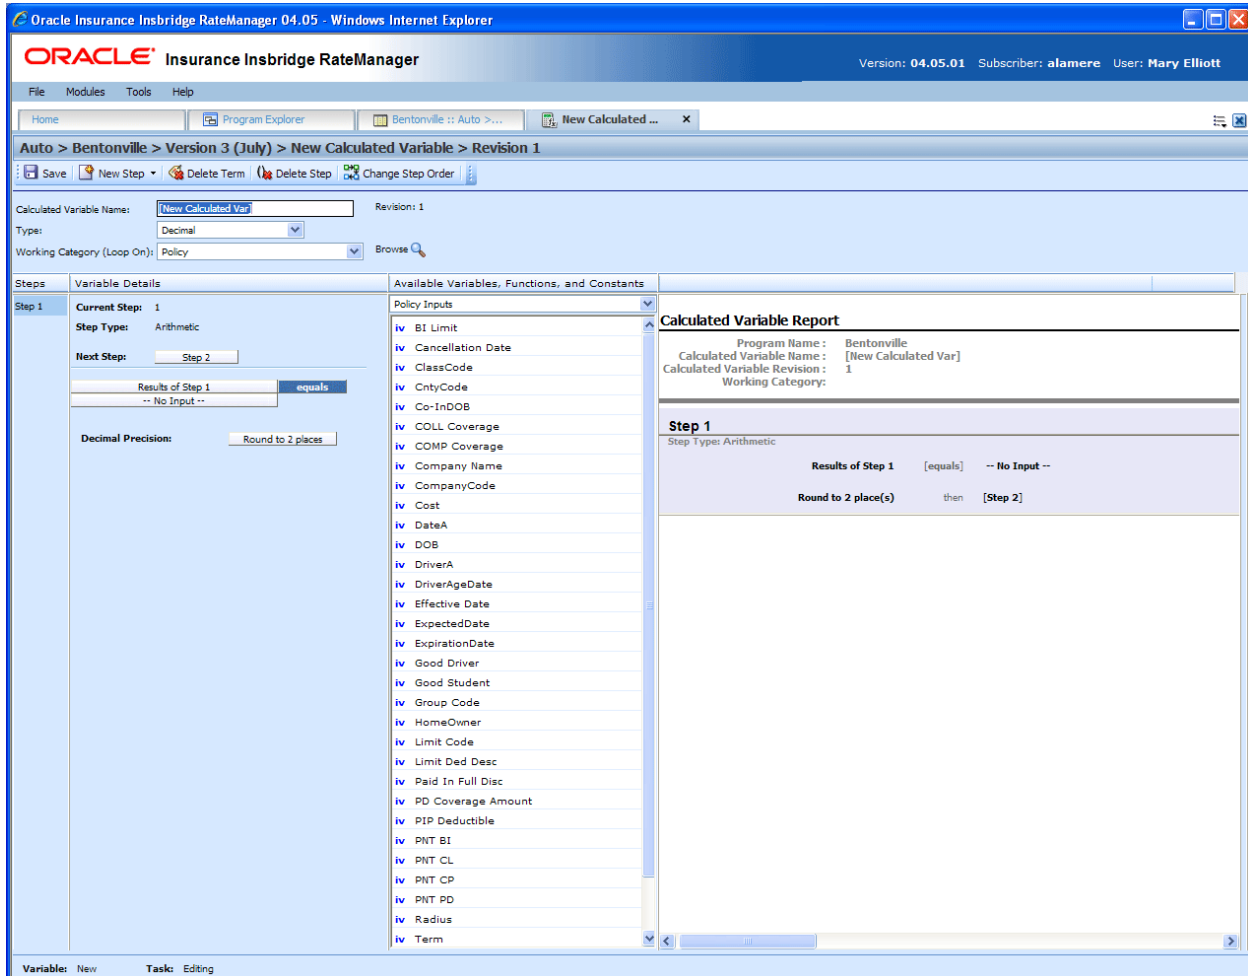 Oracle Insurance Insbridge RateManager 04.05 - Windows Internet Explorer
ORACLE® Insurance Insbridge RateManager
Version: 04.05.01 Subscriber: alamere User: Mary Elliott
File Modules Tools Help
Home Program Explorer Bentonville :: Auto >... New Calculated ... x
Auto > Bentonville > Version 3 (July) > New Calculated Variable > Revision 1
Save New Step Delete Term Delete Step Change Step Order
Calculated Variable Name: [New Calculated Var] Revision: 1
Type: Decimal
Working Category (Loop On): Policy Browse
Steps Variable Details Available Variables, Functions, and Constants
Step 1
Current Step: 1
Step Type: Arithmetic
Next Step: Step 2
Results of Step 1 equals
-- No Input --
Decimal Precision: Round to 2 places
Policy Inputs
iv BI Limit
iv Cancellation Date
iv ClassCode
iv CntyCode
iv Co-InDOB
iv COLL Coverage
iv COMP Coverage
iv Company Name
iv CompanyCode
iv Cost
iv DateA
iv DOB
iv DriverA
iv DriverAgeDate
iv Effective Date
iv ExpectedDate
iv ExpirationDate
iv Good Driver
iv Good Student
iv Group Code
iv HomeOwner
iv Limit Code
iv Limit Ded Desc
iv Paid In Full Disc
iv PD Coverage Amount
iv PIP Deductible
iv PNT BI
iv PNT CL
iv PNT CP
iv PNT PD
iv Radius
iv Term
Calculated Variable Report
Program Name : Bentonville
Calculated Variable Name : [New Calculated Var]
Calculated Variable Revision : 1
Working Category:
Step 1
Step Type: Arithmetic
Results of Step 1 [equals] -- No Input --
Round to 2 place(s) then [Step 2]
Variable: New Task: Editing